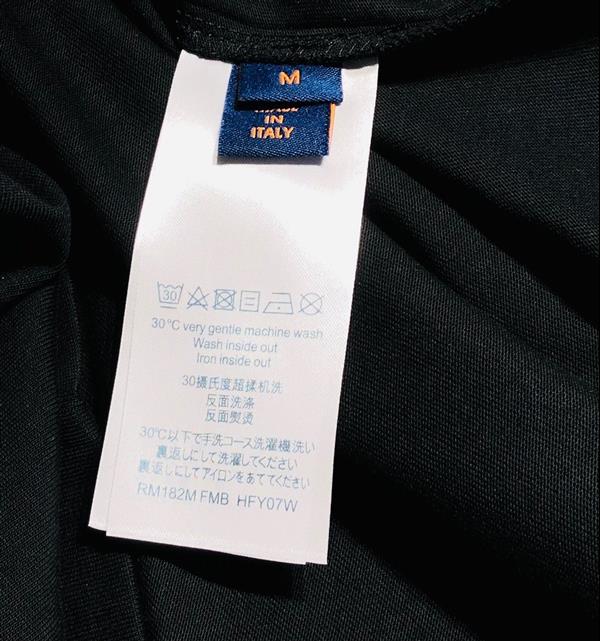 M
MADE
IN
ITALY
30
30°C very gentle machine wash
Wash inside out
Iron inside out
30摄氏度超揉机洗
反面洗涤
反面熨烫
30℃以下で手洗コース洗濯機洗い
裏返しにして洗濯してください
裏返しにしてアイロンをあててください
RM182M FMB HFY07W